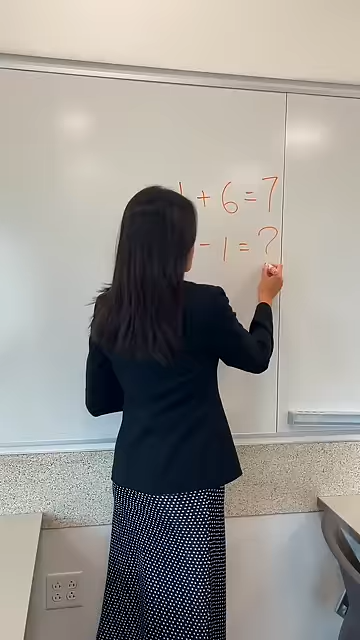 + 6 = 7
- 1 = ?